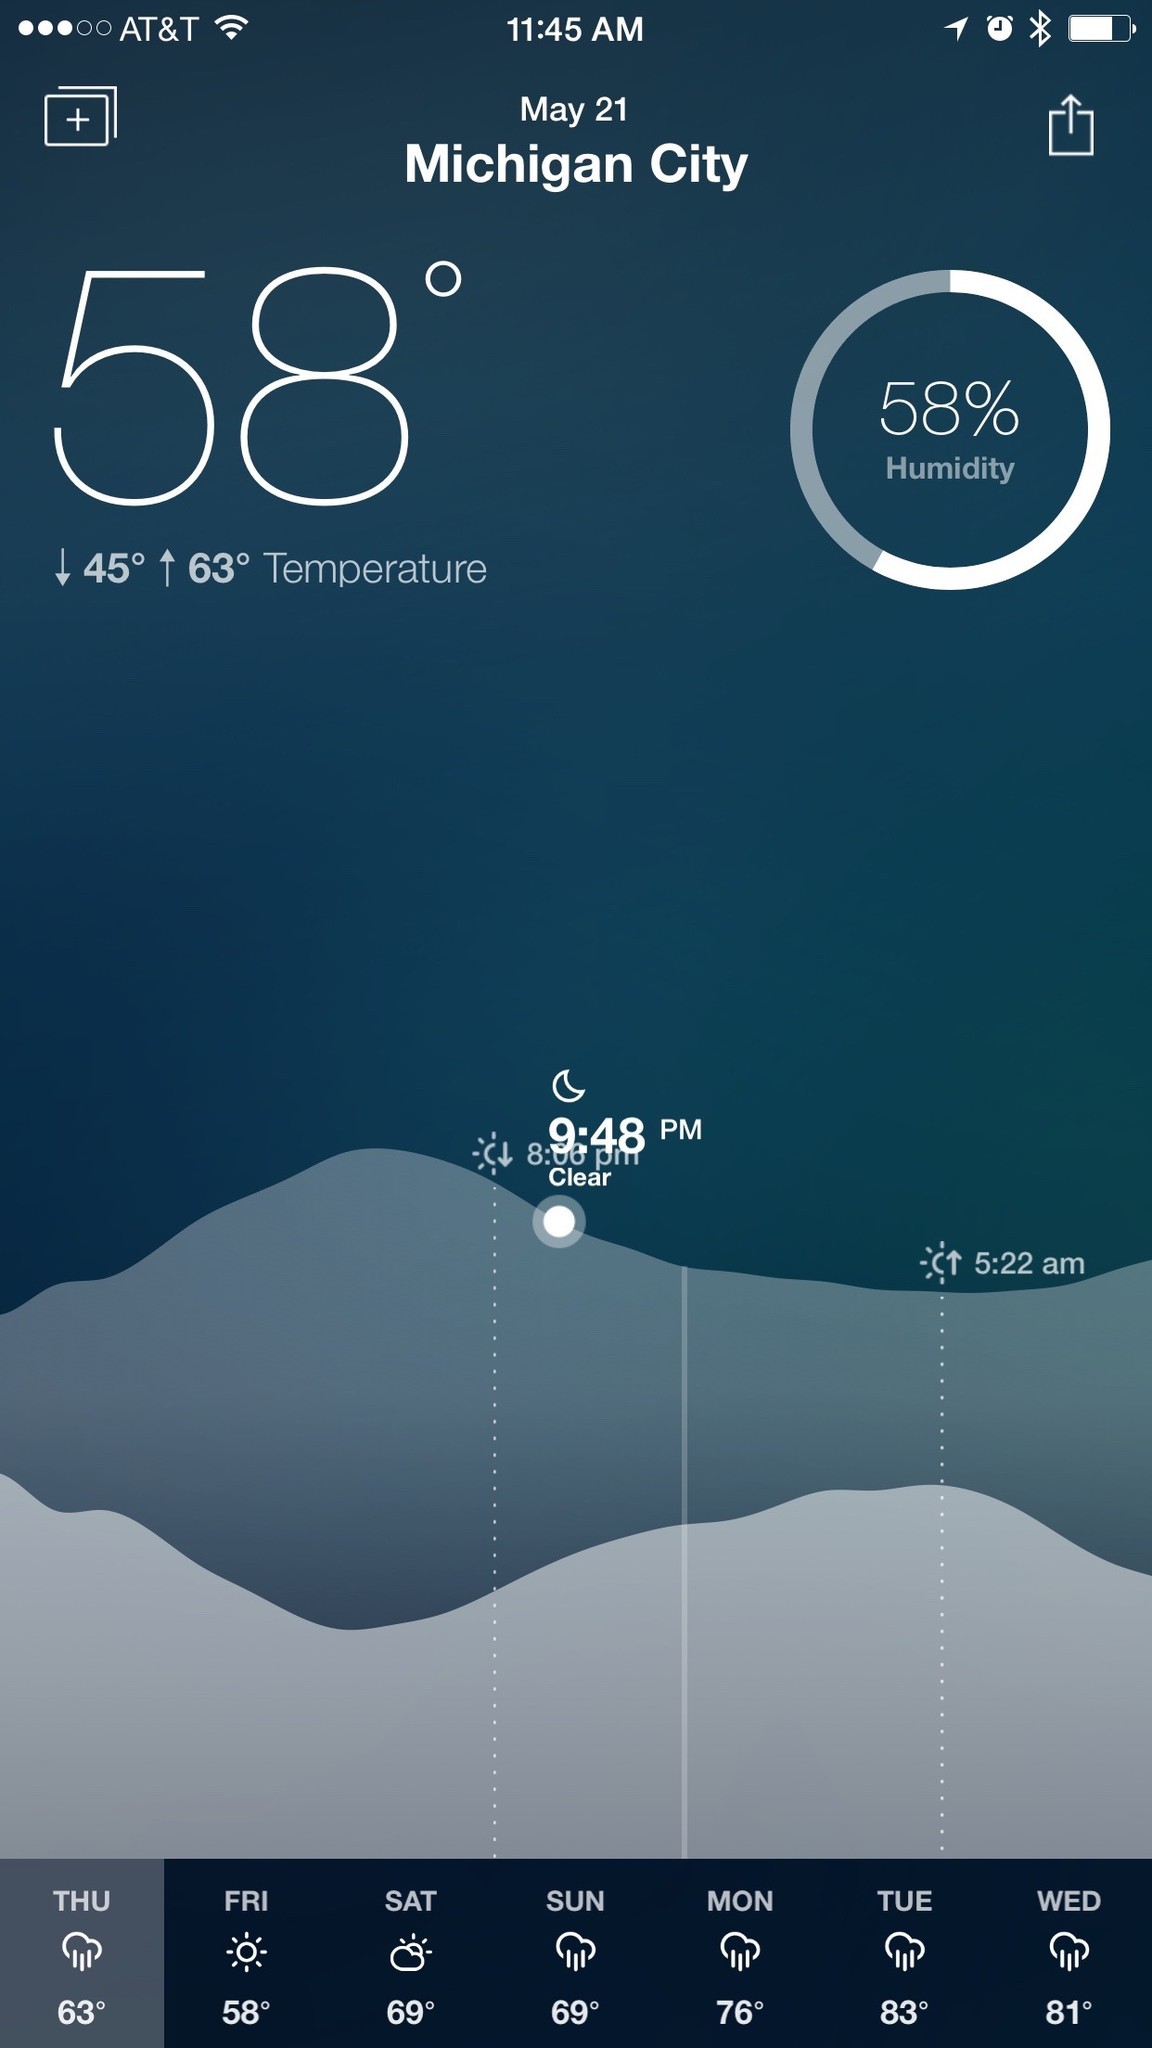 AT&T 11:45 AM
May 21
Michigan City
58°
58%
Humidity
45° 63° Temperature
9:48 PM
8:06 pm
Clear
5:22 am
THU FRI SAT SUN MON TUE WED
63° 58° 69° 69° 76° 83° 81°